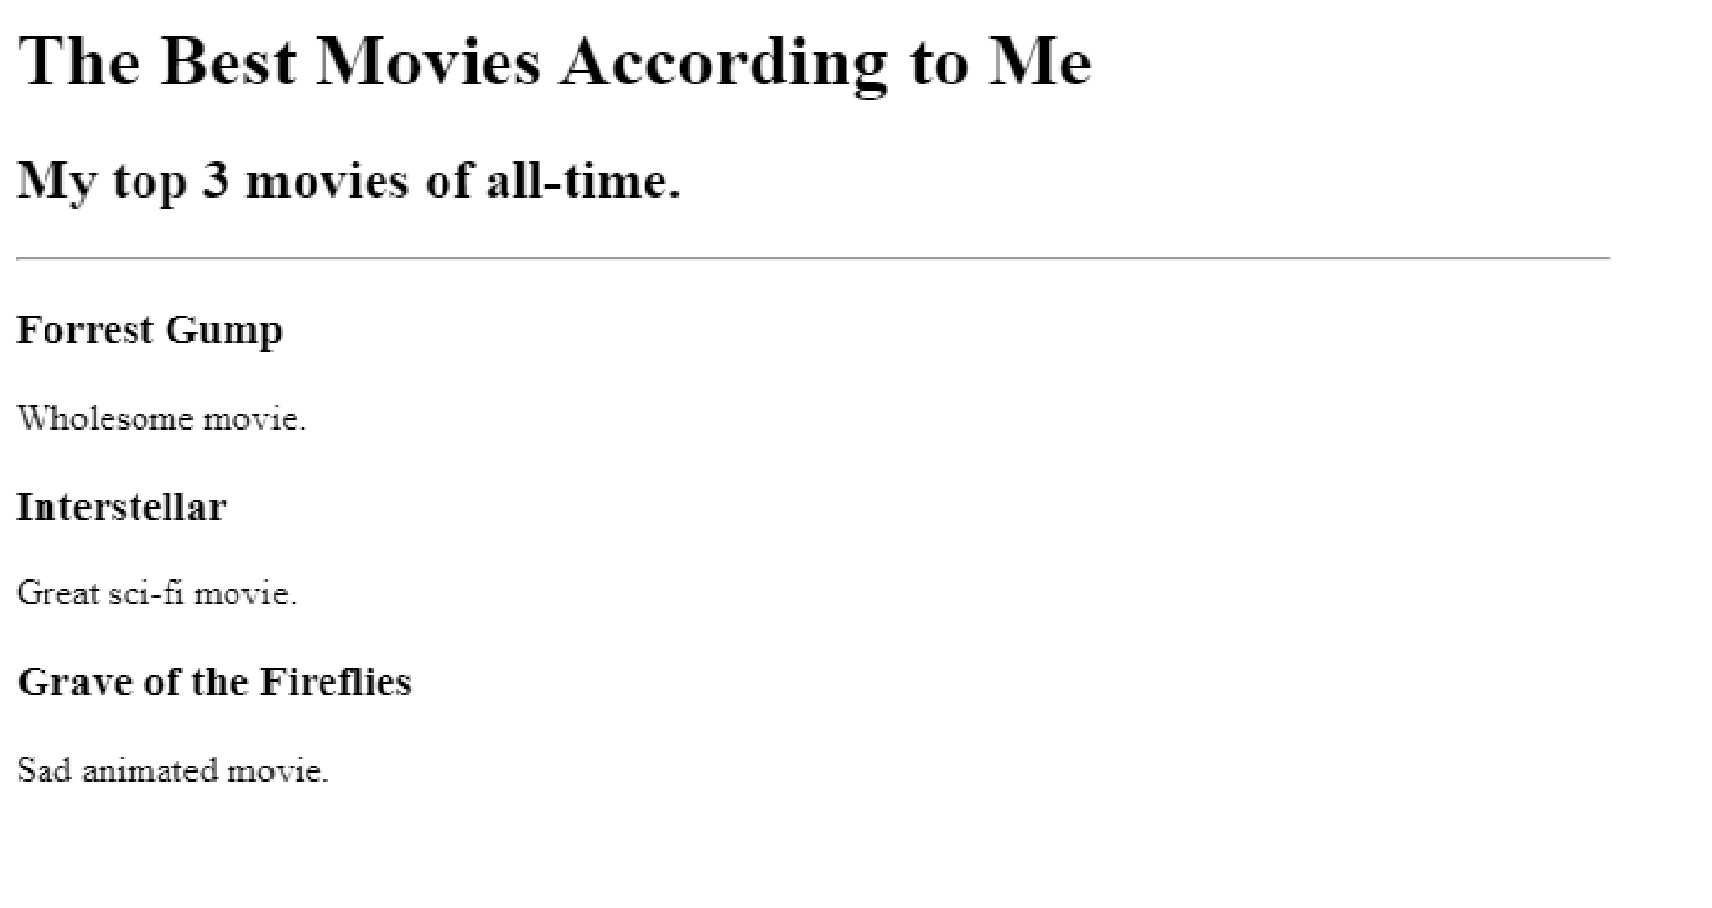 The Best Movies According to Me
My top 3 movies of all-time.
Forrest Gump
Wholesome movie.
Interstellar
Great sci-fi movie.
Grave of the Fireflies
Sad animated movie.